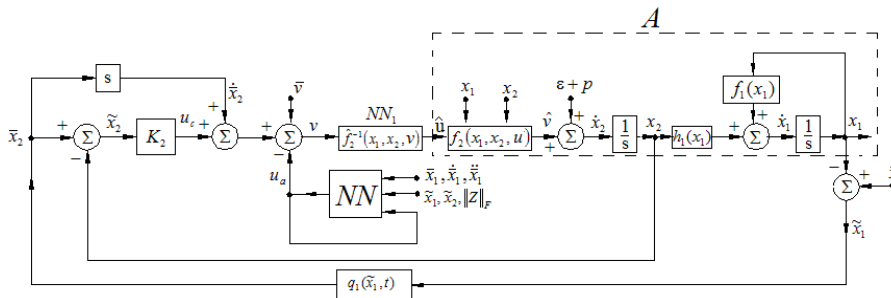 A
s
+
ẋ̄₂
+
v̄
x₁
x₂
ε + p
f₁(x₁)
x̄₂
+
Σ
−
x̃₂
K₂
u_c
+
Σ
+
Σ
−
v
NN₁
f̂₂⁻¹(x₁, x₂, v)
û
f₂(x₁, x₂, u)
v̂
+
+
Σ
ẋ₂
1/s
x₂
h₁(x₁)
+
+
Σ
ẋ₁
1/s
x₁
u_a
NN
x̄₁, ẋ̄₁, ẍ̄₁
x̃₁, x̃₂, ‖Z‖_F
−
Σ
+
x̃₁
q₁(x̃₁, t)